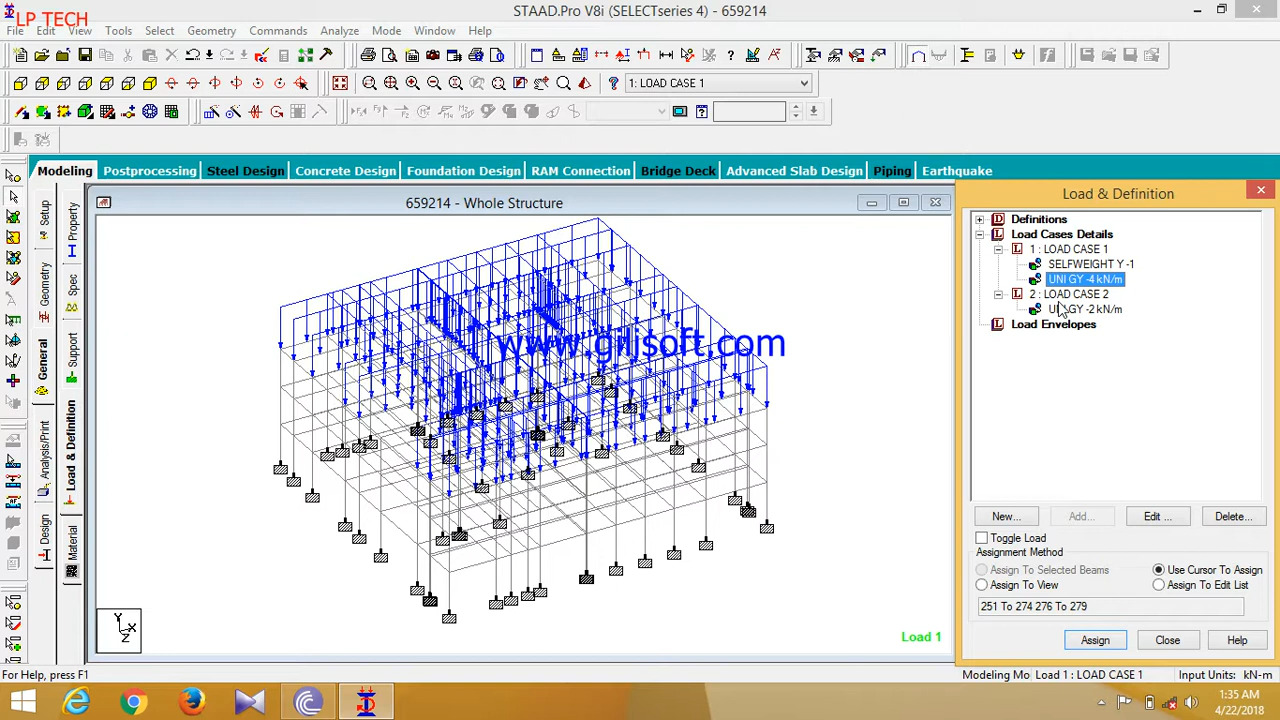 LP TECH
STAAD.Pro V8i (SELECTseries 4) - 659214
File Edit View Tools Select Geometry Commands Analyze Mode Window Help
1: LOAD CASE 1
Modeling Postprocessing Steel Design Concrete Design Foundation Design RAM Connection Bridge Deck Advanced Slab Design Piping Earthquake
Setup
Geometry
General
Analysis/Print
Design
Property
Spec
Support
Load & Definition
Material
659214 - Whole Structure
www.grijsoft.com
Y
X
Z
Load 1
Load & Definition
Definitions
Load Cases Details
1 : LOAD CASE 1
SELFWEIGHT Y -1
UNI GY -4 kN/m
2 : LOAD CASE 2
UNI GY -2 kN/m
Load Envelopes
New... Add... Edit ... Delete...
Toggle Load
Assignment Method
Assign To Selected Beams Use Cursor To Assign
Assign To View Assign To Edit List
251 To 274 276 To 279
Assign Close Help
For Help, press F1
Modeling Mo Load 1 : LOAD CASE 1 Input Units: kN-m
1:35 AM
4/22/2018